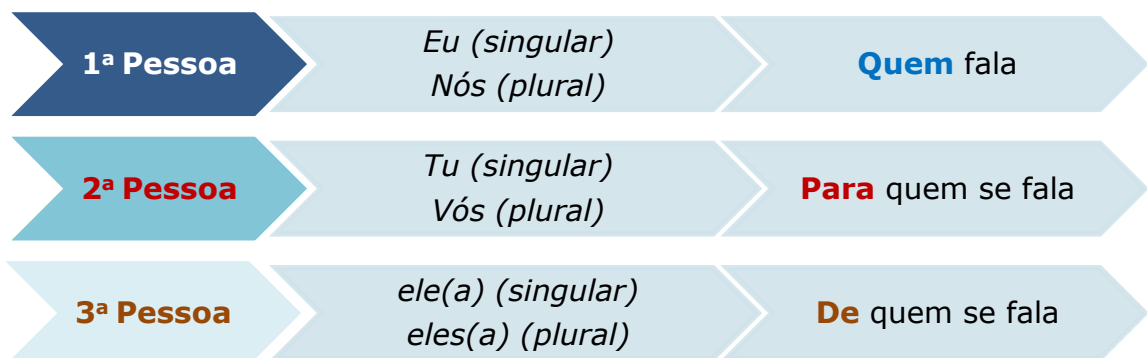 1ª Pessoa
Eu (singular)
Nós (plural)
Quem fala
2ª Pessoa
Tu (singular)
Vós (plural)
Para quem se fala
3ª Pessoa
ele(a) (singular)
eles(a) (plural)
De quem se fala